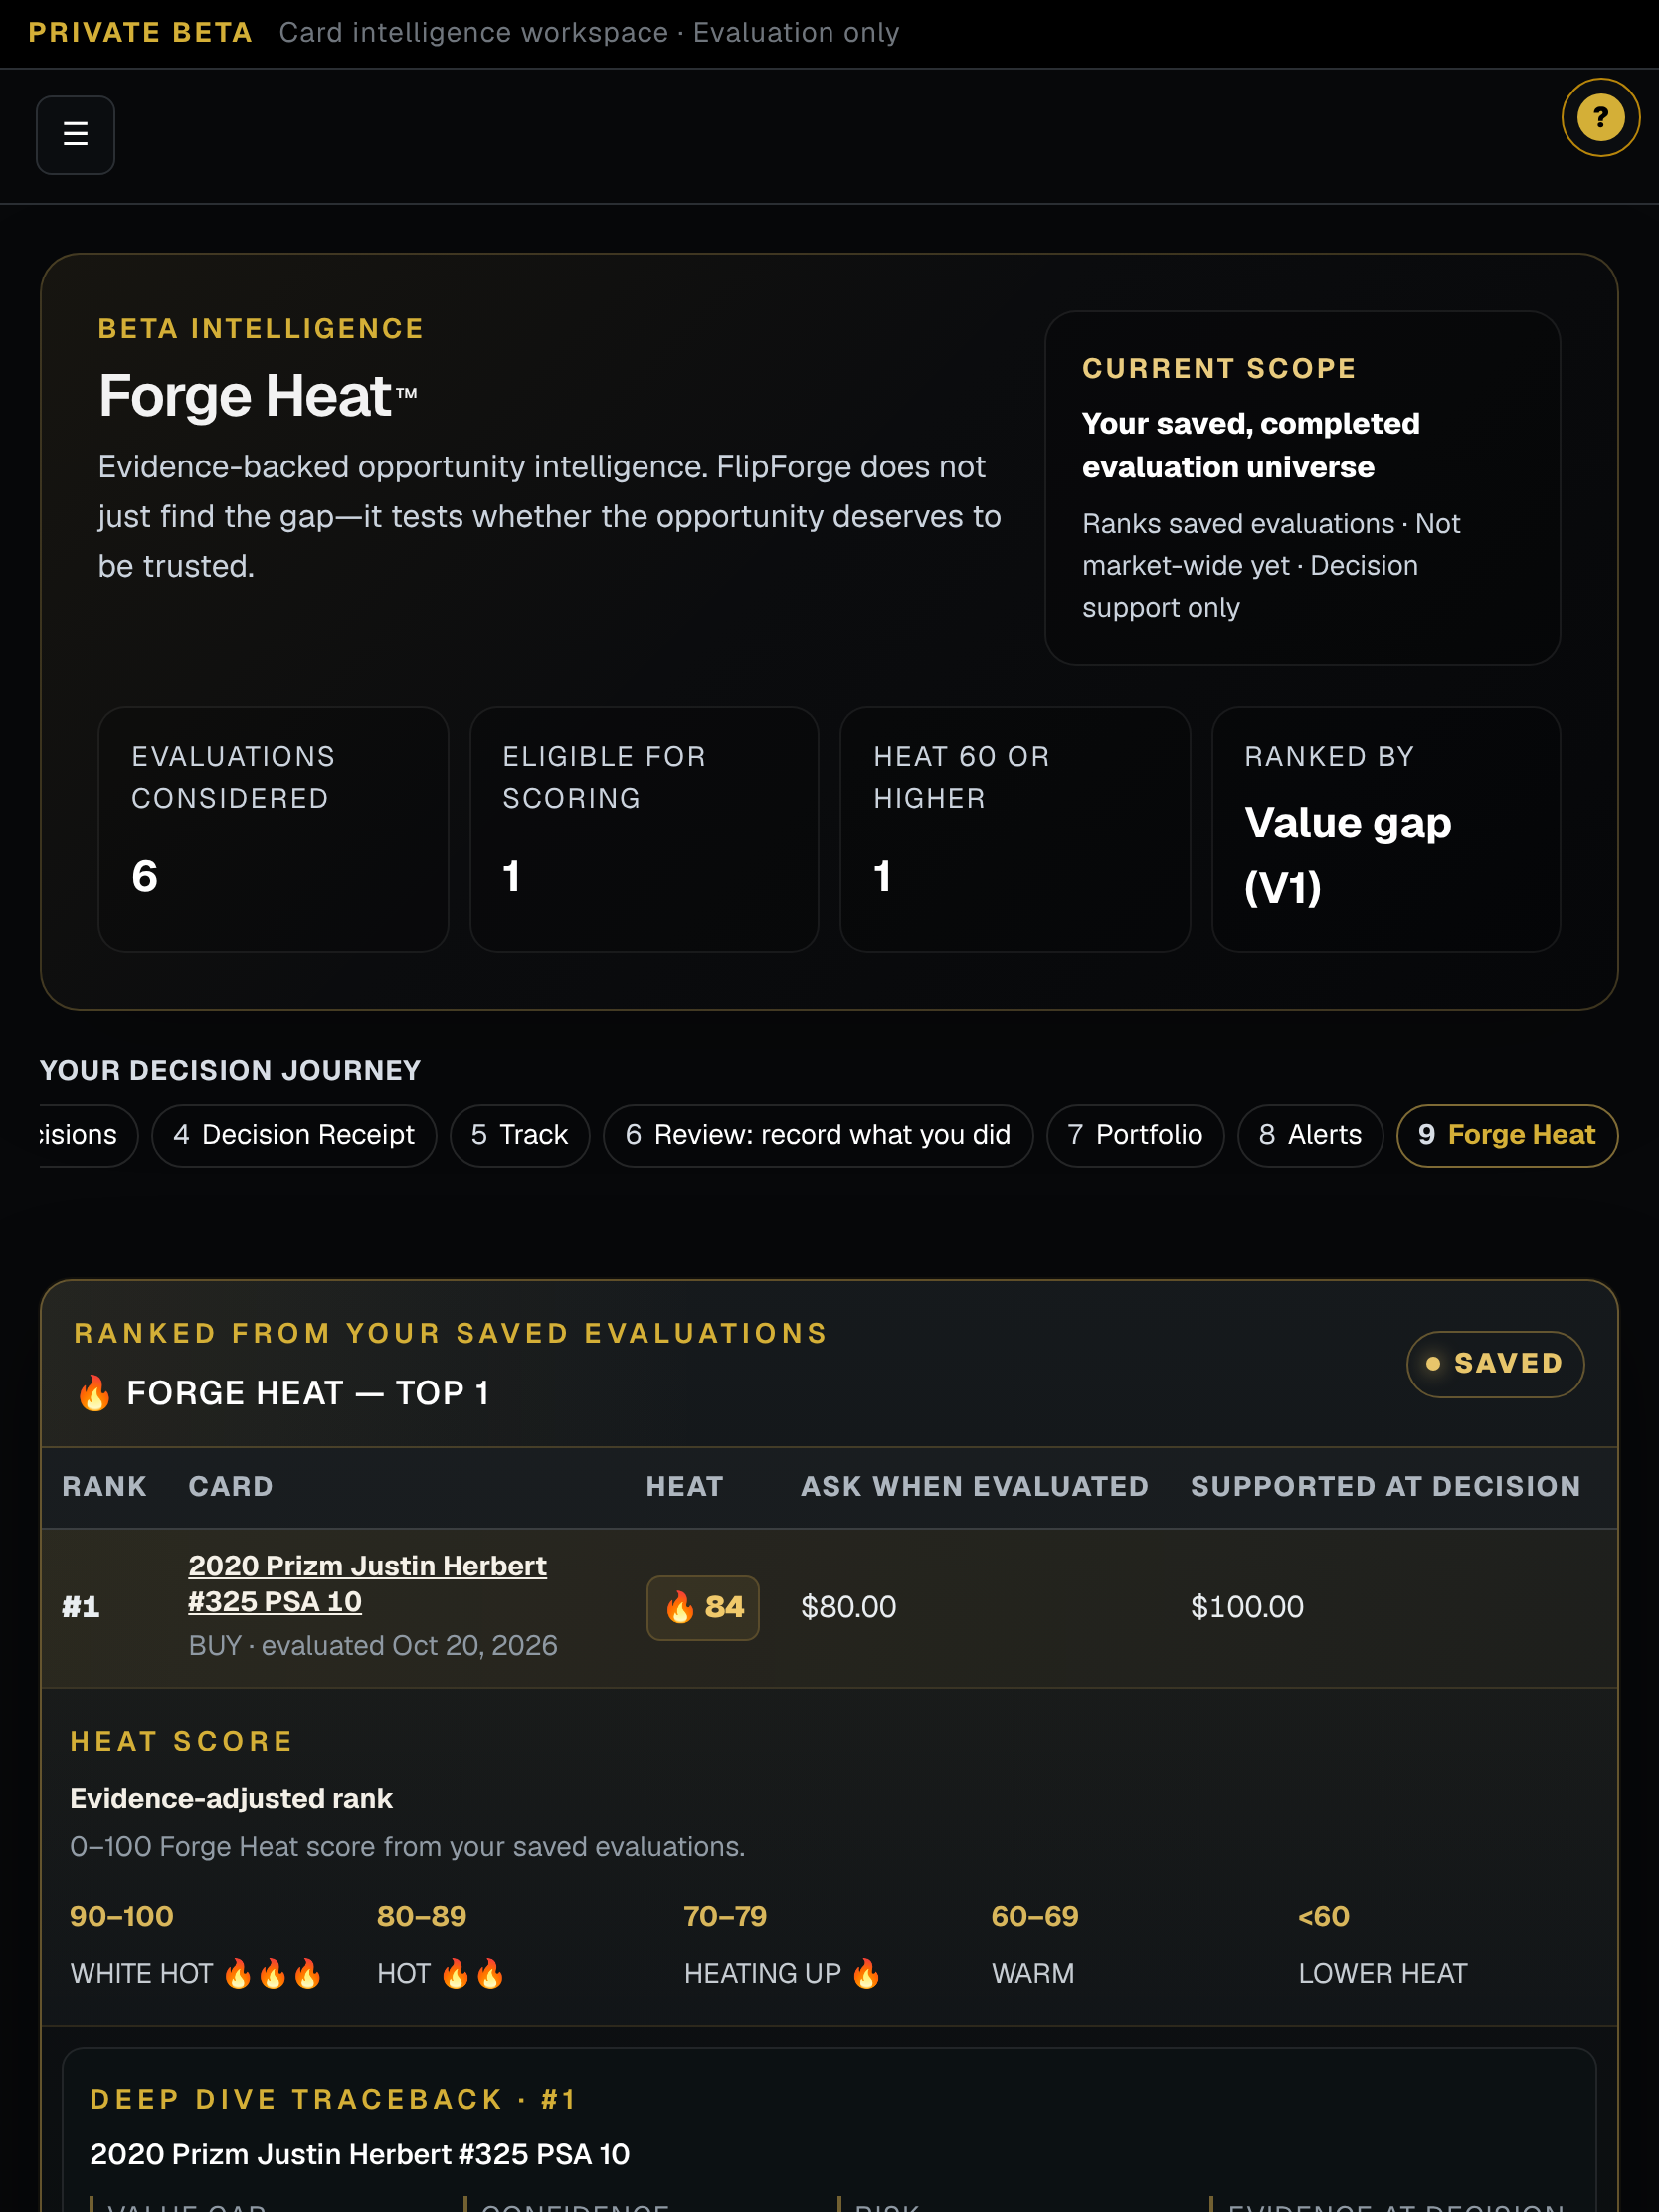 PRIVATE BETA Card intelligence workspace · Evaluation only
☰
?
BETA INTELLIGENCE
Forge Heat™
Evidence-backed opportunity intelligence. FlipForge does not
just find the gap—it tests whether the opportunity deserves to
be trusted.
CURRENT SCOPE
Your saved, completed
evaluation universe
Ranks saved evaluations · Not
market-wide yet · Decision
support only
EVALUATIONS
CONSIDERED
6
ELIGIBLE FOR
SCORING
1
HEAT 60 OR
HIGHER
1
RANKED BY
Value gap
(V1)
YOUR DECISION JOURNEY
isions 4 Decision Receipt 5 Track 6 Review: record what you did 7 Portfolio 8 Alerts 9 Forge Heat
RANKED FROM YOUR SAVED EVALUATIONS
🔥 FORGE HEAT — TOP 1
SAVED
RANK CARD HEAT ASK WHEN EVALUATED SUPPORTED AT DECISION
#1 2020 Prizm Justin Herbert
#325 PSA 10
BUY · evaluated Oct 20, 2026
🔥 84 $80.00 $100.00
HEAT SCORE
Evidence-adjusted rank
0–100 Forge Heat score from your saved evaluations.
90–100 80–89 70–79 60–69 <60
WHITE HOT 🔥🔥🔥 HOT 🔥🔥 HEATING UP 🔥 WARM LOWER HEAT
DEEP DIVE TRACEBACK · #1
2020 Prizm Justin Herbert #325 PSA 10
VALUE GAP CONFIDENCE RISK EVIDENCE AT DECISION